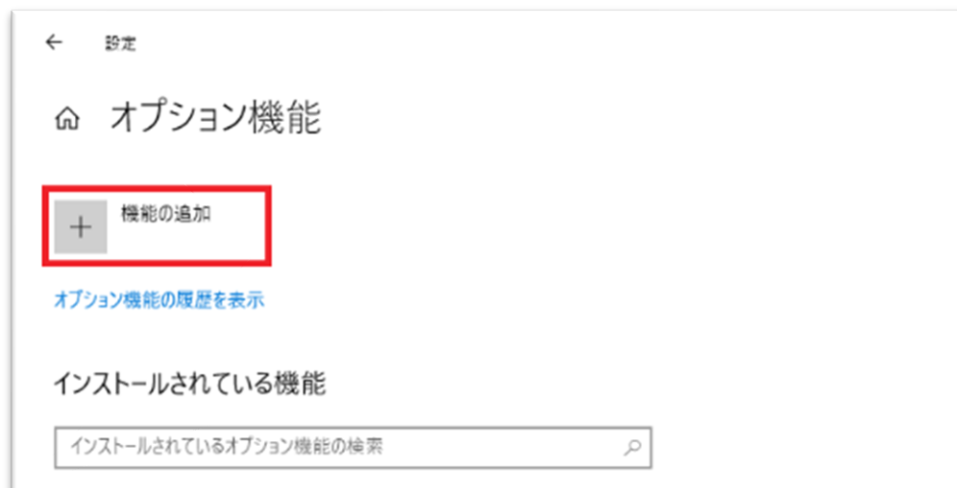 設定
オプション機能
機能の追加
オプション機能の履歴を表示
インストールされている機能
インストールされているオプション機能の検索